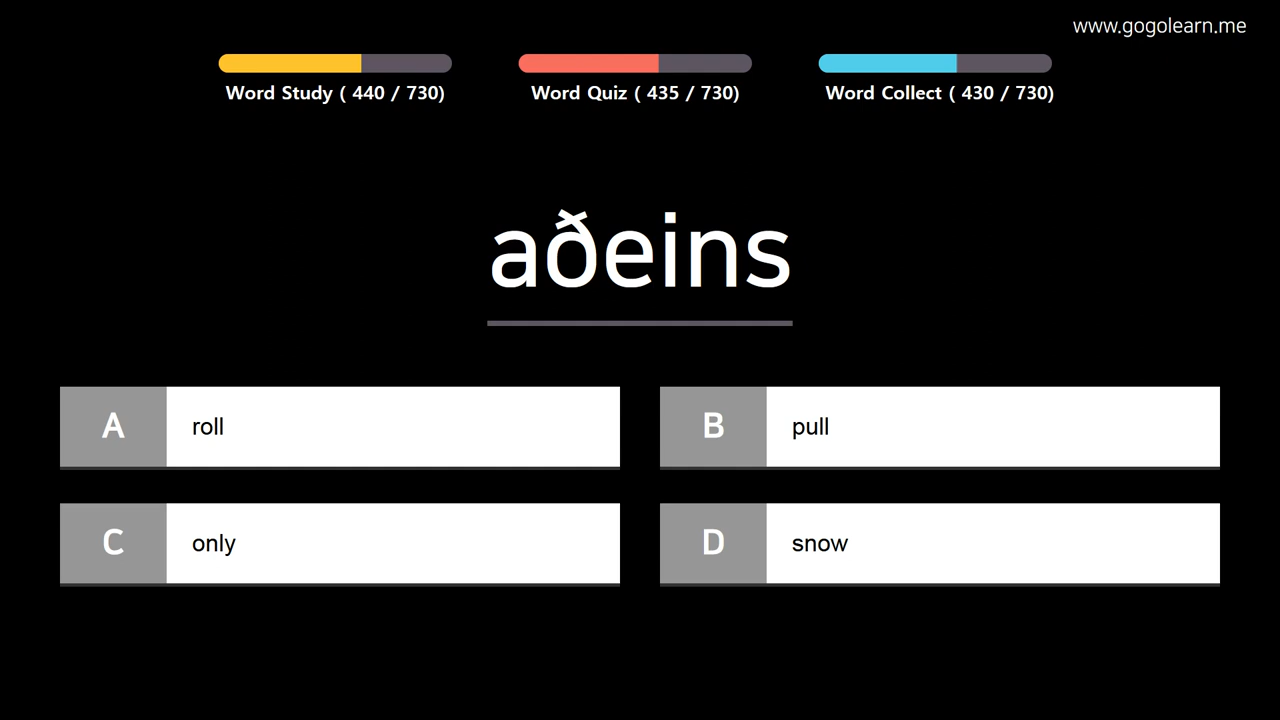 www.gogolearn.me
Word Study ( 440 / 730)
Word Quiz ( 435 / 730)
Word Collect ( 430 / 730)
aðeins
A roll
B pull
C only
D snow